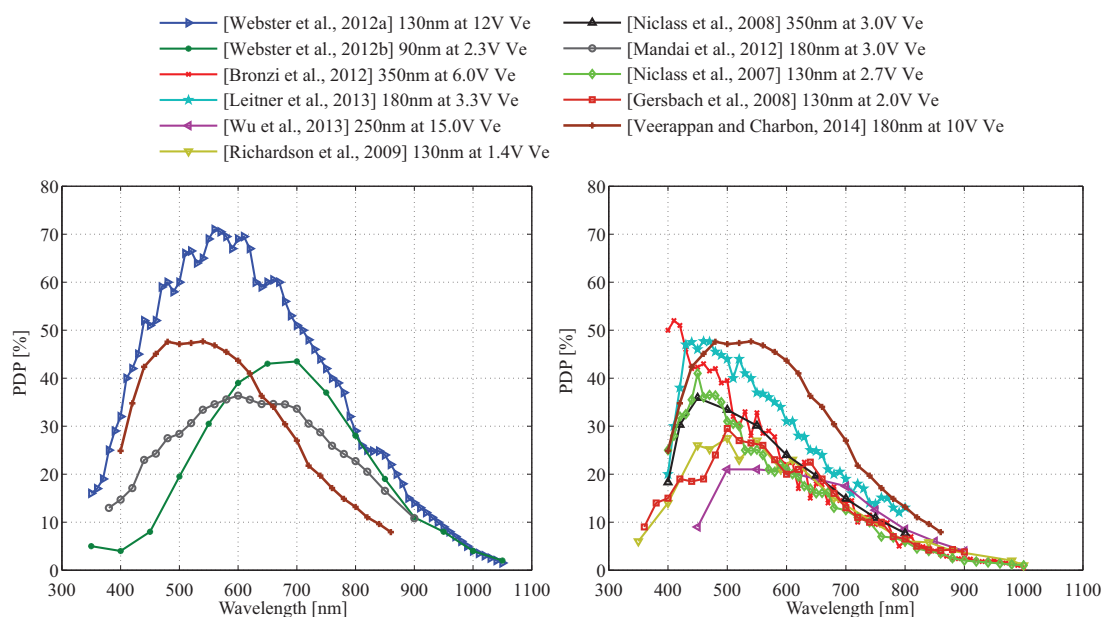 [Webster et al., 2012a] 130nm at 12V Ve
[Webster et al., 2012b] 90nm at 2.3V Ve
[Bronzi et al., 2012] 350nm at 6.0V Ve
[Leitner et al., 2013] 180nm at 3.3V Ve
[Wu et al., 2013] 250nm at 15.0V Ve
[Richardson et al., 2009] 130nm at 1.4V Ve
[Niclass et al., 2008] 350nm at 3.0V Ve
[Mandai et al., 2012] 180nm at 3.0V Ve
[Niclass et al., 2007] 130nm at 2.7V Ve
[Gersbach et al., 2008] 130nm at 2.0V Ve
[Veerappan and Charbon, 2014] 180nm at 10V Ve
80
70
60
50
40
30
20
10
0
PDP [%]
300 400 500 600 700 800 900 1000 1100
Wavelength [nm]
80
70
60
50
40
30
20
10
0
PDP [%]
300 400 500 600 700 800 900 1000 1100
Wavelength [nm]